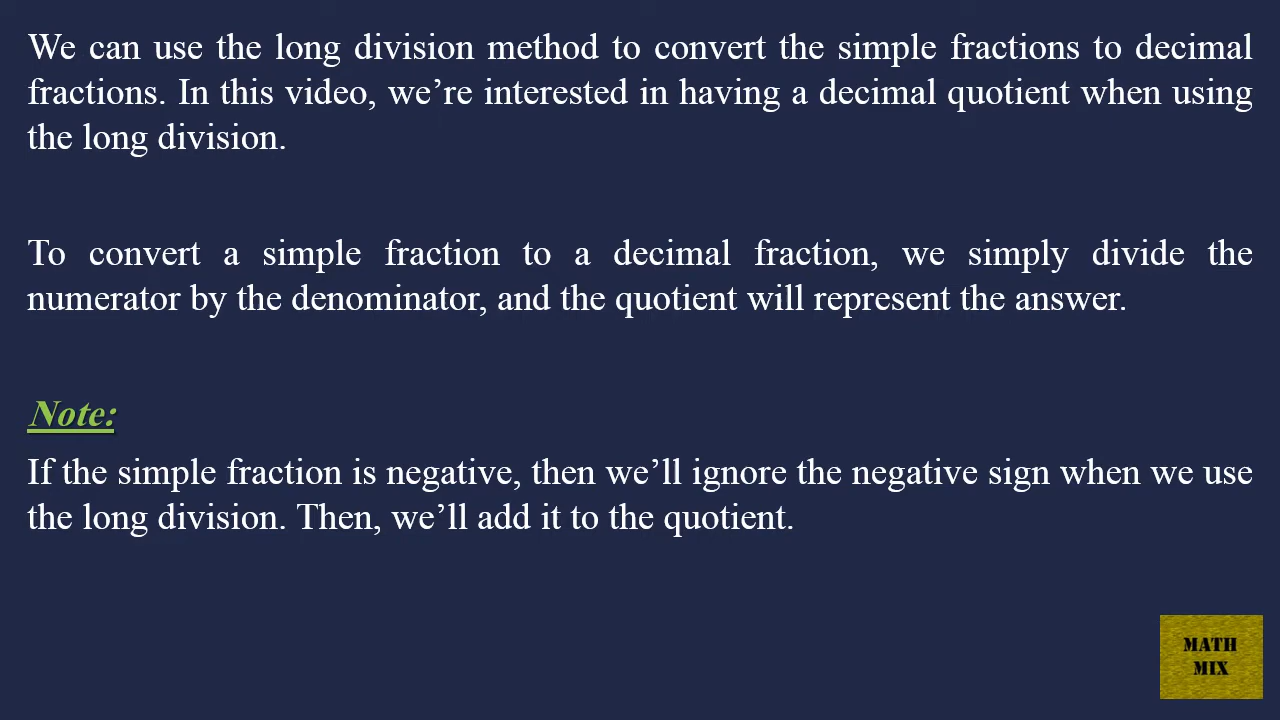 We can use the long division method to convert the simple fractions to decimal
fractions. In this video, we’re interested in having a decimal quotient when using
the long division.
To convert a simple fraction to a decimal fraction, we simply divide the
numerator by the denominator, and the quotient will represent the answer.
Note:
If the simple fraction is negative, then we’ll ignore the negative sign when we use
the long division. Then, we’ll add it to the quotient.
MATH
MIX